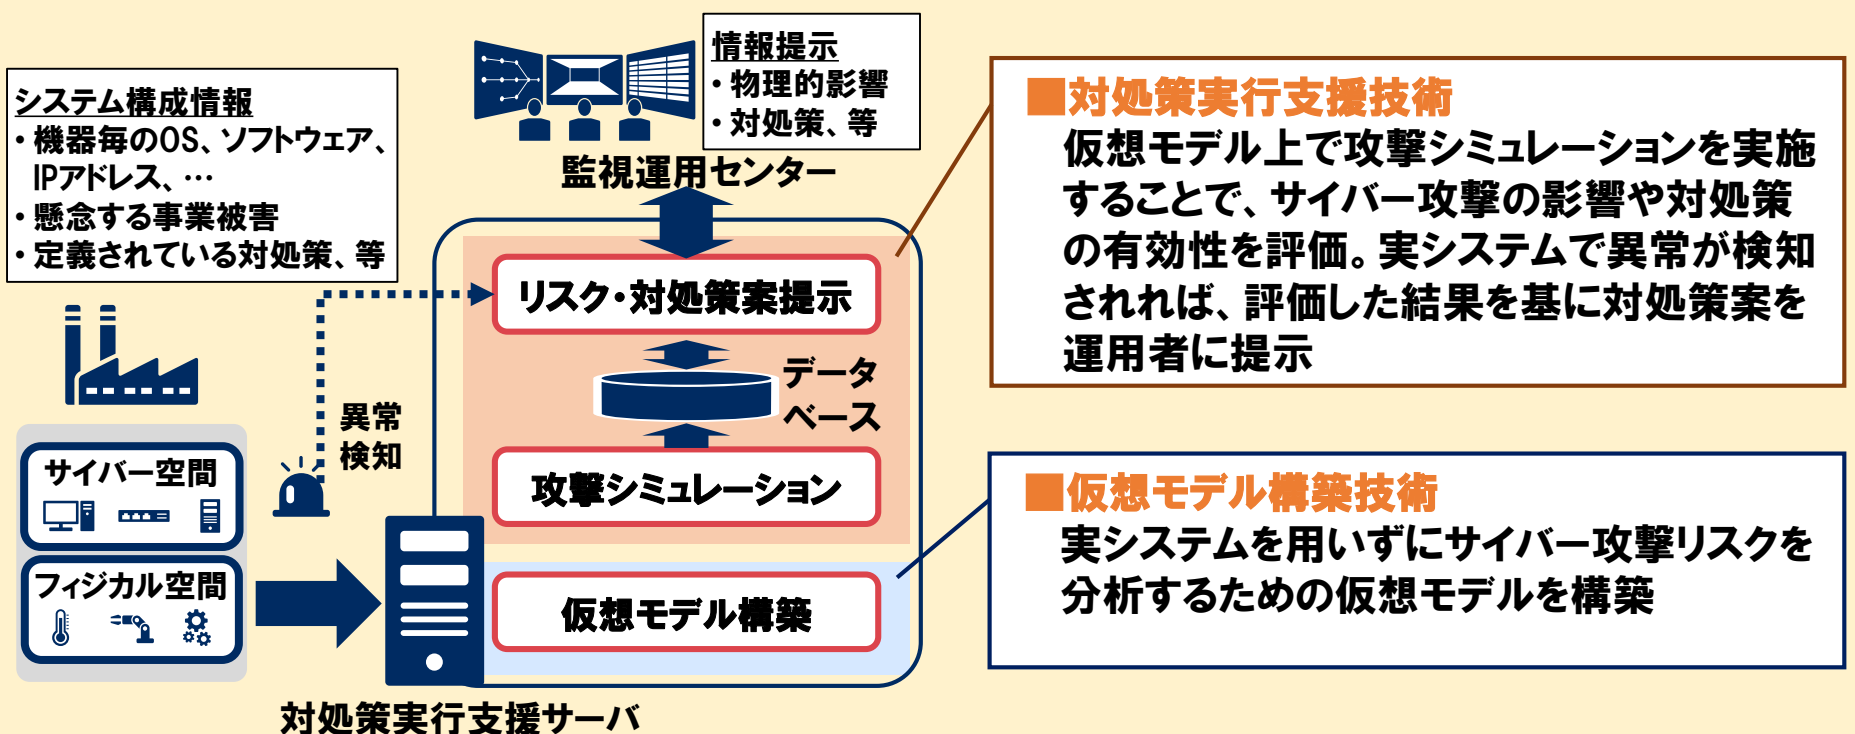 システム構成情報
・機器毎のOS、ソフトウェア、
IPアドレス、…
・懸念する事業被害
・定義されている対処策、等
情報提示
・物理的影響
・対処策、等
監視運用センター
リスク・対処策案提示
データ
ベース
異常
検知
攻撃シミュレーション
サイバー空間
フィジカル空間
仮想モデル構築
対処策実行支援サーバ
■対処策実行支援技術
仮想モデル上で攻撃シミュレーションを実施
することで、サイバー攻撃の影響や対処策
の有効性を評価。実システムで異常が検知
されれば、評価した結果を基に対処策案を
運用者に提示
■仮想モデル構築技術
実システムを用いずにサイバー攻撃リスクを
分析するための仮想モデルを構築